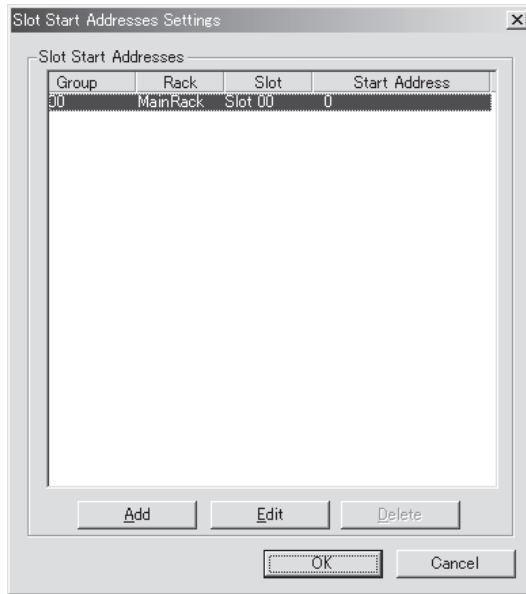 Slot Start Addresses Settings
Slot Start Addresses
Group Rack Slot Start Address
00 MainRack Slot 00 0
Add Edit Delete
OK Cancel